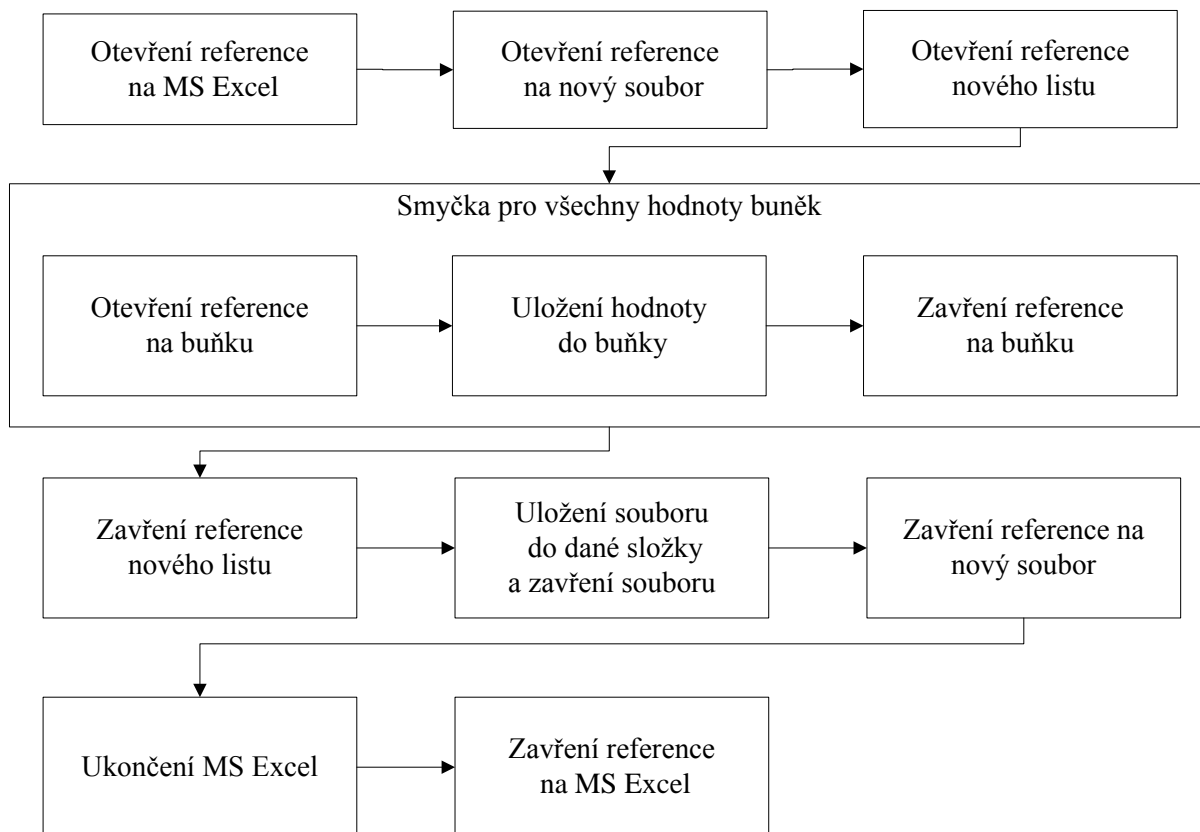 Otevření reference
na MS Excel
Otevření reference
na nový soubor
Otevření reference
nového listu
Smyčka pro všechny hodnoty buněk
Otevření reference
na buňku
Uložení hodnoty
do buňky
Zavření reference
na buňku
Zavření reference
nového listu
Uložení souboru
do dané složky
a zavření souboru
Zavření reference na
nový soubor
Ukončení MS Excel
Zavření reference
na MS Excel